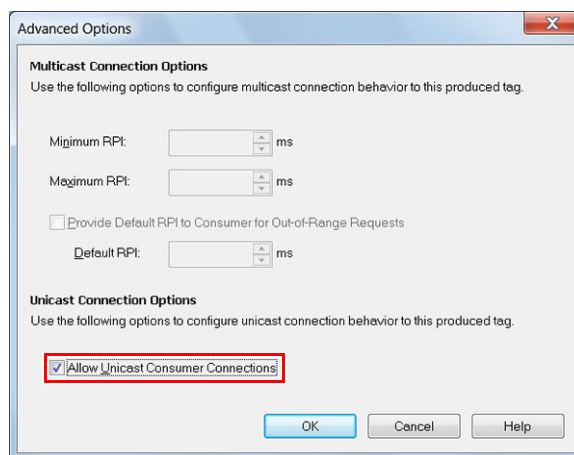 Advanced Options
Multicast Connection Options
Use the following options to configure multicast connection behavior to this produced tag.
Minimum RPI:
ms
Maximum RPI:
ms
Provide Default RPI to Consumer for Out-of-Range Requests
Default RPI:
ms
Unicast Connection Options
Use the following options to configure unicast connection behavior to this produced tag.
Allow Unicast Consumer Connections
OK
Cancel
Help